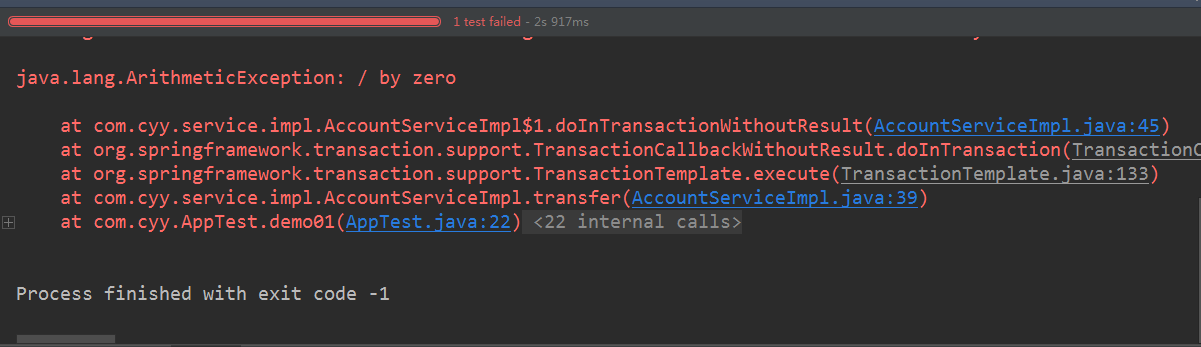 1 test failed - 2s 917ms
java.lang.ArithmeticException: / by zero
at com.cyy.service.impl.AccountServiceImpl$1.doInTransactionWithoutResult(AccountServiceImpl.java:45)
at org.springframework.transaction.support.TransactionCallbackWithoutResult.doInTransaction(
at org.springframework.transaction.support.TransactionTemplate.execute(TransactionTemplate.java:133)
at com.cyy.service.impl.AccountServiceImpl.transfer(AccountServiceImpl.java:39)
at com.cyy.AppTest.demo01(AppTest.java:22) <22 internal calls>
Process finished with exit code -1